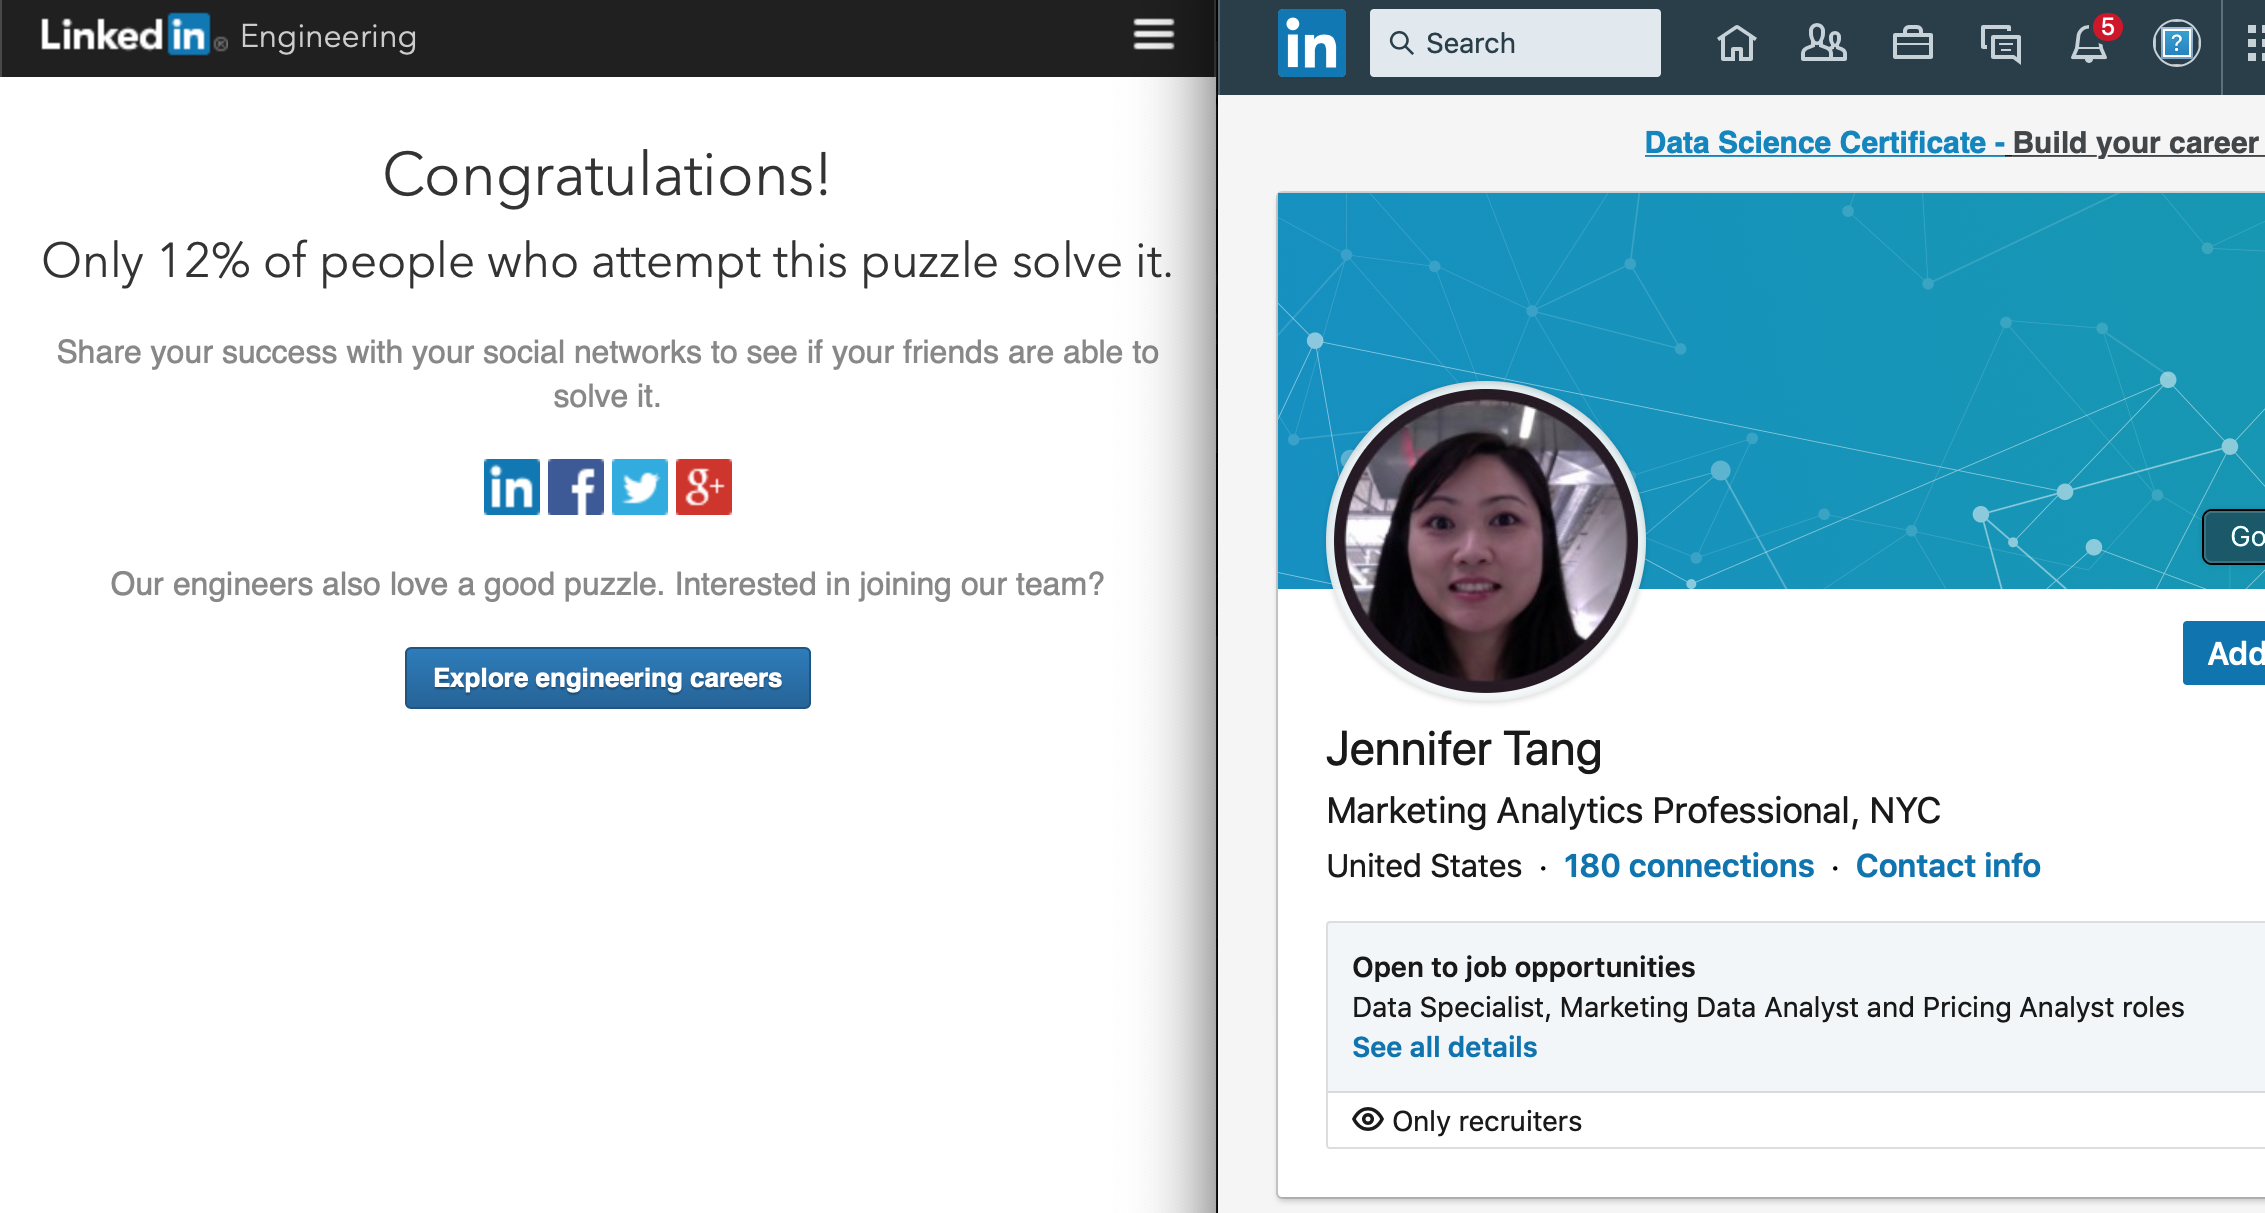 Linked in ® Engineering
Congratulations!
Only 12% of people who attempt this puzzle solve it.
Share your success with your social networks to see if your friends are able to
solve it.
in f g+
Our engineers also love a good puzzle. Interested in joining our team?
Explore engineering careers
in Search 5 ?
Data Science Certificate - Build your career
Go
Add
Jennifer Tang
Marketing Analytics Professional, NYC
United States · 180 connections · Contact info
Open to job opportunities
Data Specialist, Marketing Data Analyst and Pricing Analyst roles
See all details
Only recruiters